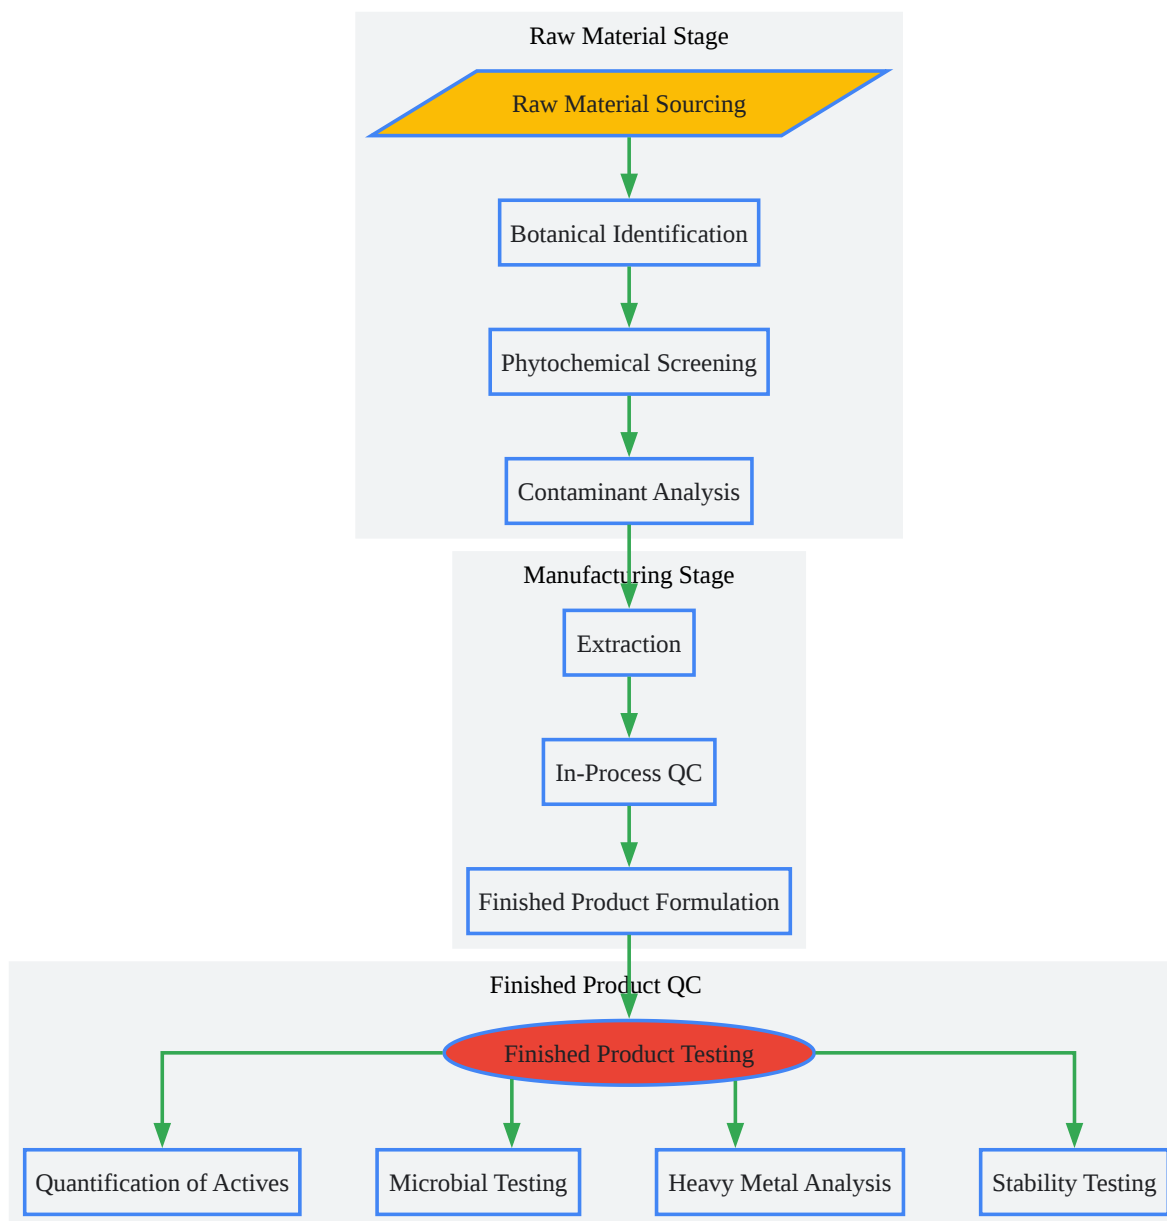 Raw Material Stage
Raw Material Sourcing
Botanical Identification
Phytochemical Screening
Contaminant Analysis
Manufacturing Stage
Extraction
In-Process QC
Finished Product Formulation
Finished Product QC
Finished Product Testing
Quantification of Actives
Microbial Testing
Heavy Metal Analysis
Stability Testing